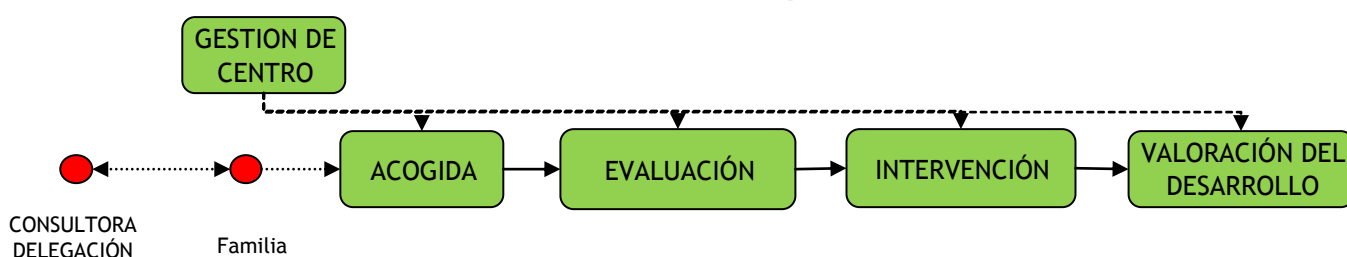 GESTION DE
CENTRO
ACOGIDA
EVALUACIÓN
INTERVENCIÓN
VALORACIÓN DEL
DESARROLLO
CONSULTORA
DELEGACIÓN
Familia